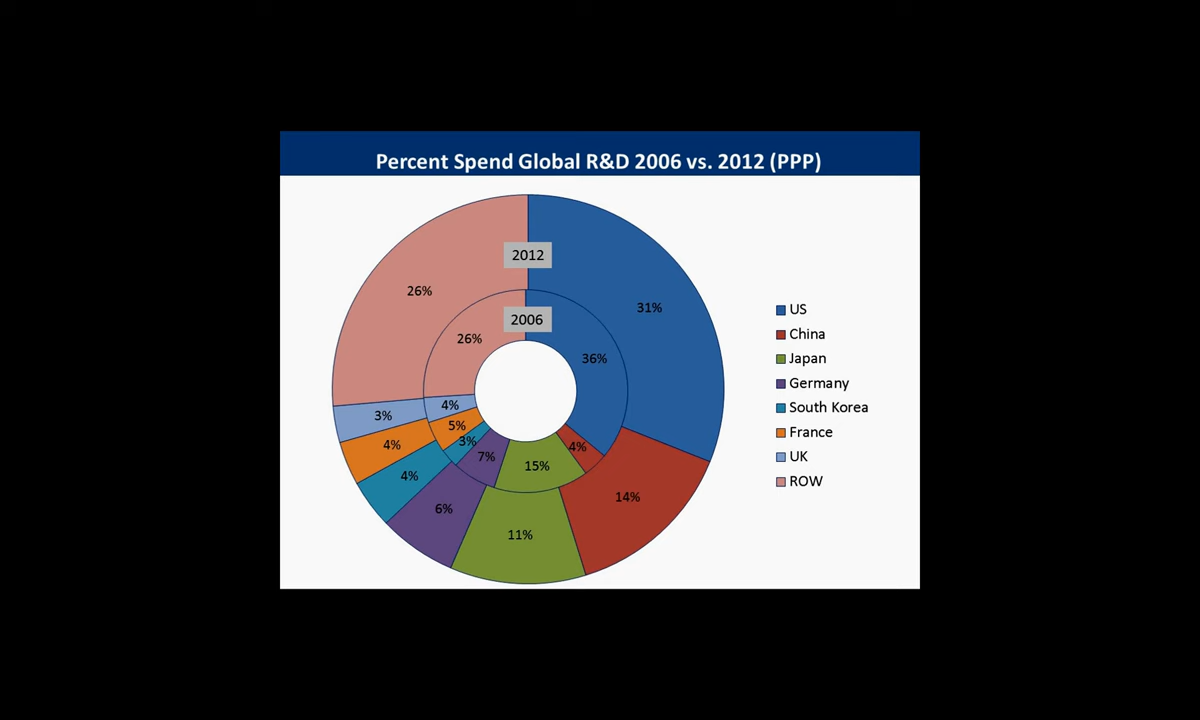 Percent Spend Global R&D 2006 vs. 2012 (PPP)
2012
26%
31%
2006
26%
36%
4%
3%
5%
4%
3%
4%
7%
15%
4%
14%
6%
11%
US
China
Japan
Germany
South Korea
France
UK
ROW